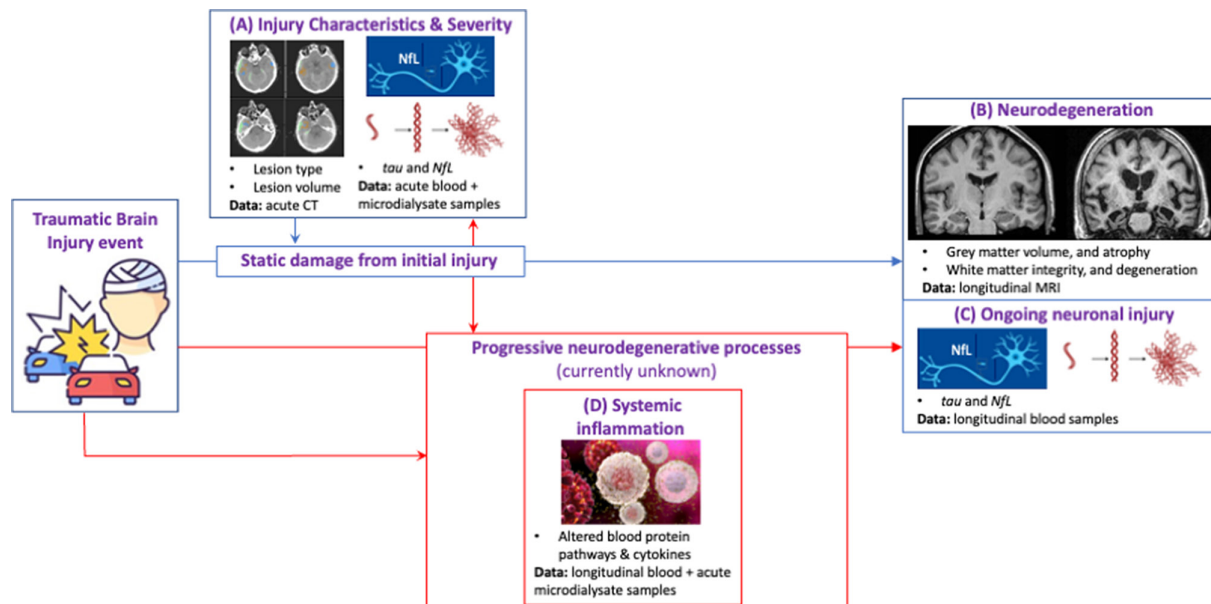 (A) Injury Characteristics & Severity
NfL
• Lesion type
• Lesion volume
Data: acute CT
• tau and NfL
Data: acute blood +
microdialysate samples
Traumatic Brain
Injury event
Static damage from initial injury
(B) Neurodegeneration
• Grey matter volume, and atrophy
• White matter integrity, and degeneration
Data: longitudinal MRI
(C) Ongoing neuronal injury
NfL
• tau and NfL
Data: longitudinal blood samples
Progressive neurodegenerative processes
(currently unknown)
(D) Systemic
inflammation
• Altered blood protein
pathways & cytokines
Data: longitudinal blood + acute
microdialysate samples